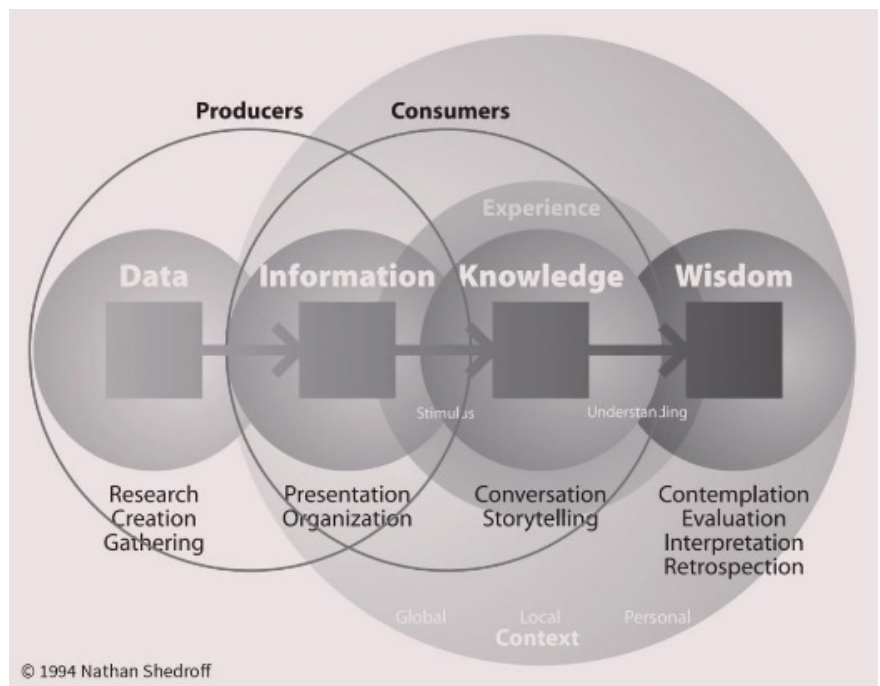 Producers
Consumers
Experience
Data
Information
Knowledge
Wisdom
Stimulus
Understanding
Research
Creation
Gathering
Presentation
Organization
Conversation
Storytelling
Contemplation
Evaluation
Interpretation
Retrospection
Global
Local
Personal
Context
© 1994 Nathan Shedroff